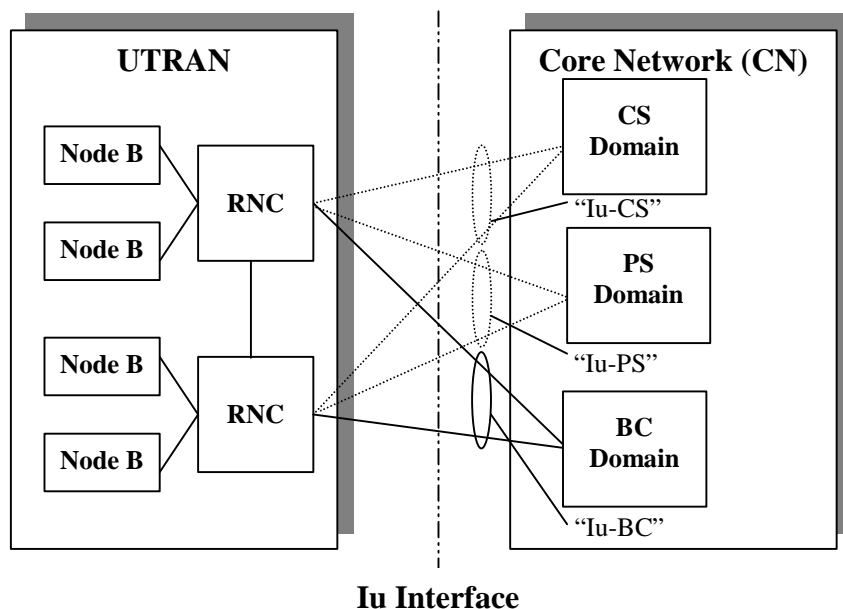 UTRAN
Node B
Node B
RNC
Node B
Node B
RNC
Core Network (CN)
CS
Domain
“Iu-CS”
PS
Domain
“Iu-PS”
BC
Domain
“Iu-BC”
Iu Interface